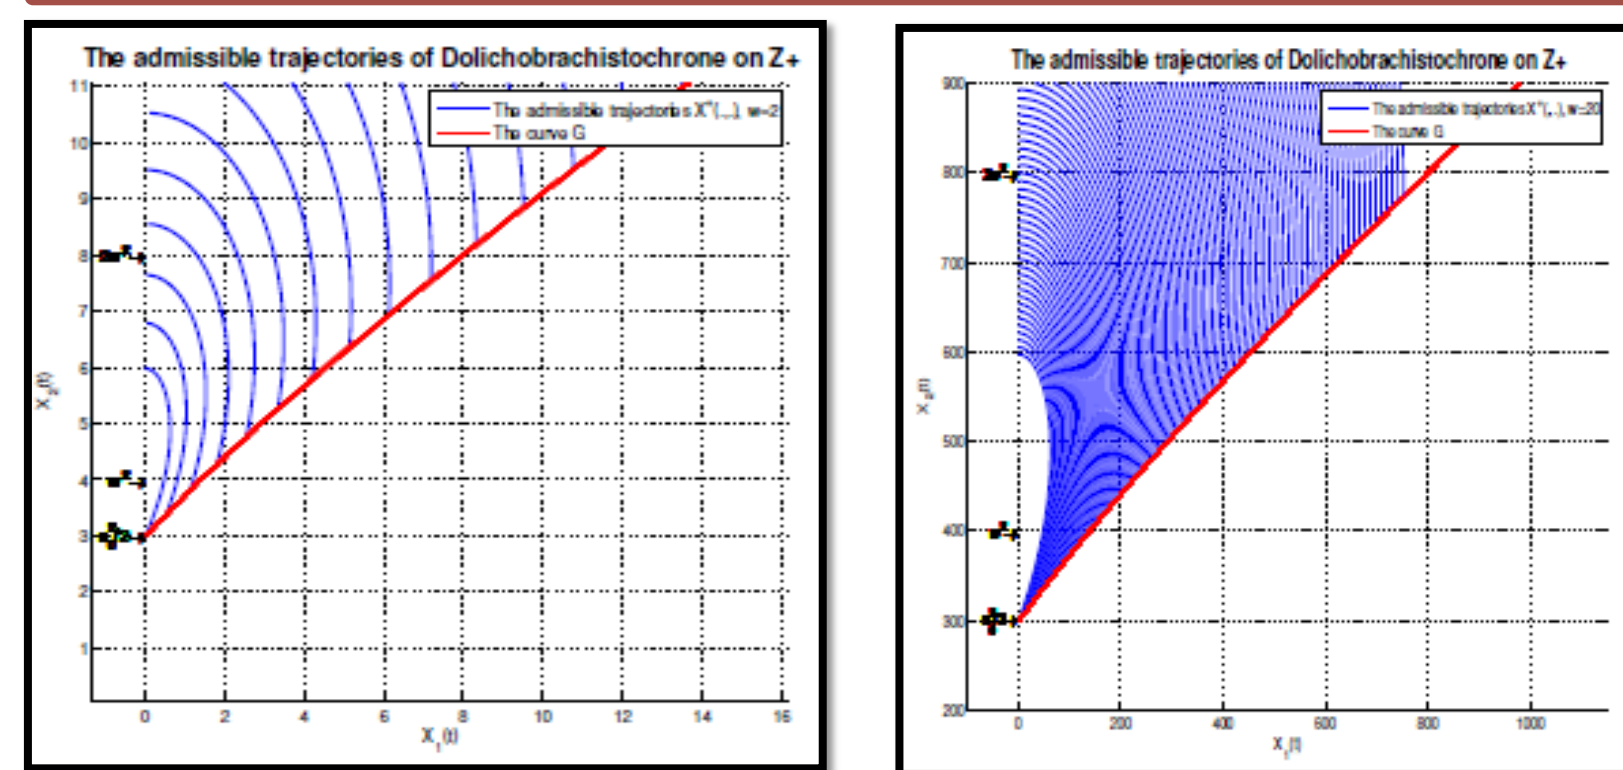 The admissible trajectories of Dolichobrachistochrone on Z+
The admissible trajectories X⁺(.,.), w=2
The curve G
11
10
9
8
7
6
5
4
3
2
1
X₂(t)
0 2 4 6 8 10 12 14 16
X₁(t)
The admissible trajectories of Dolichobrachistochrone on Z+
The admissible trajectories X⁺(.,.), w=20
The curve G
900
800
700
600
500
400
300
200
X₂(t)
0 200 400 600 800 1000
X₁(t)